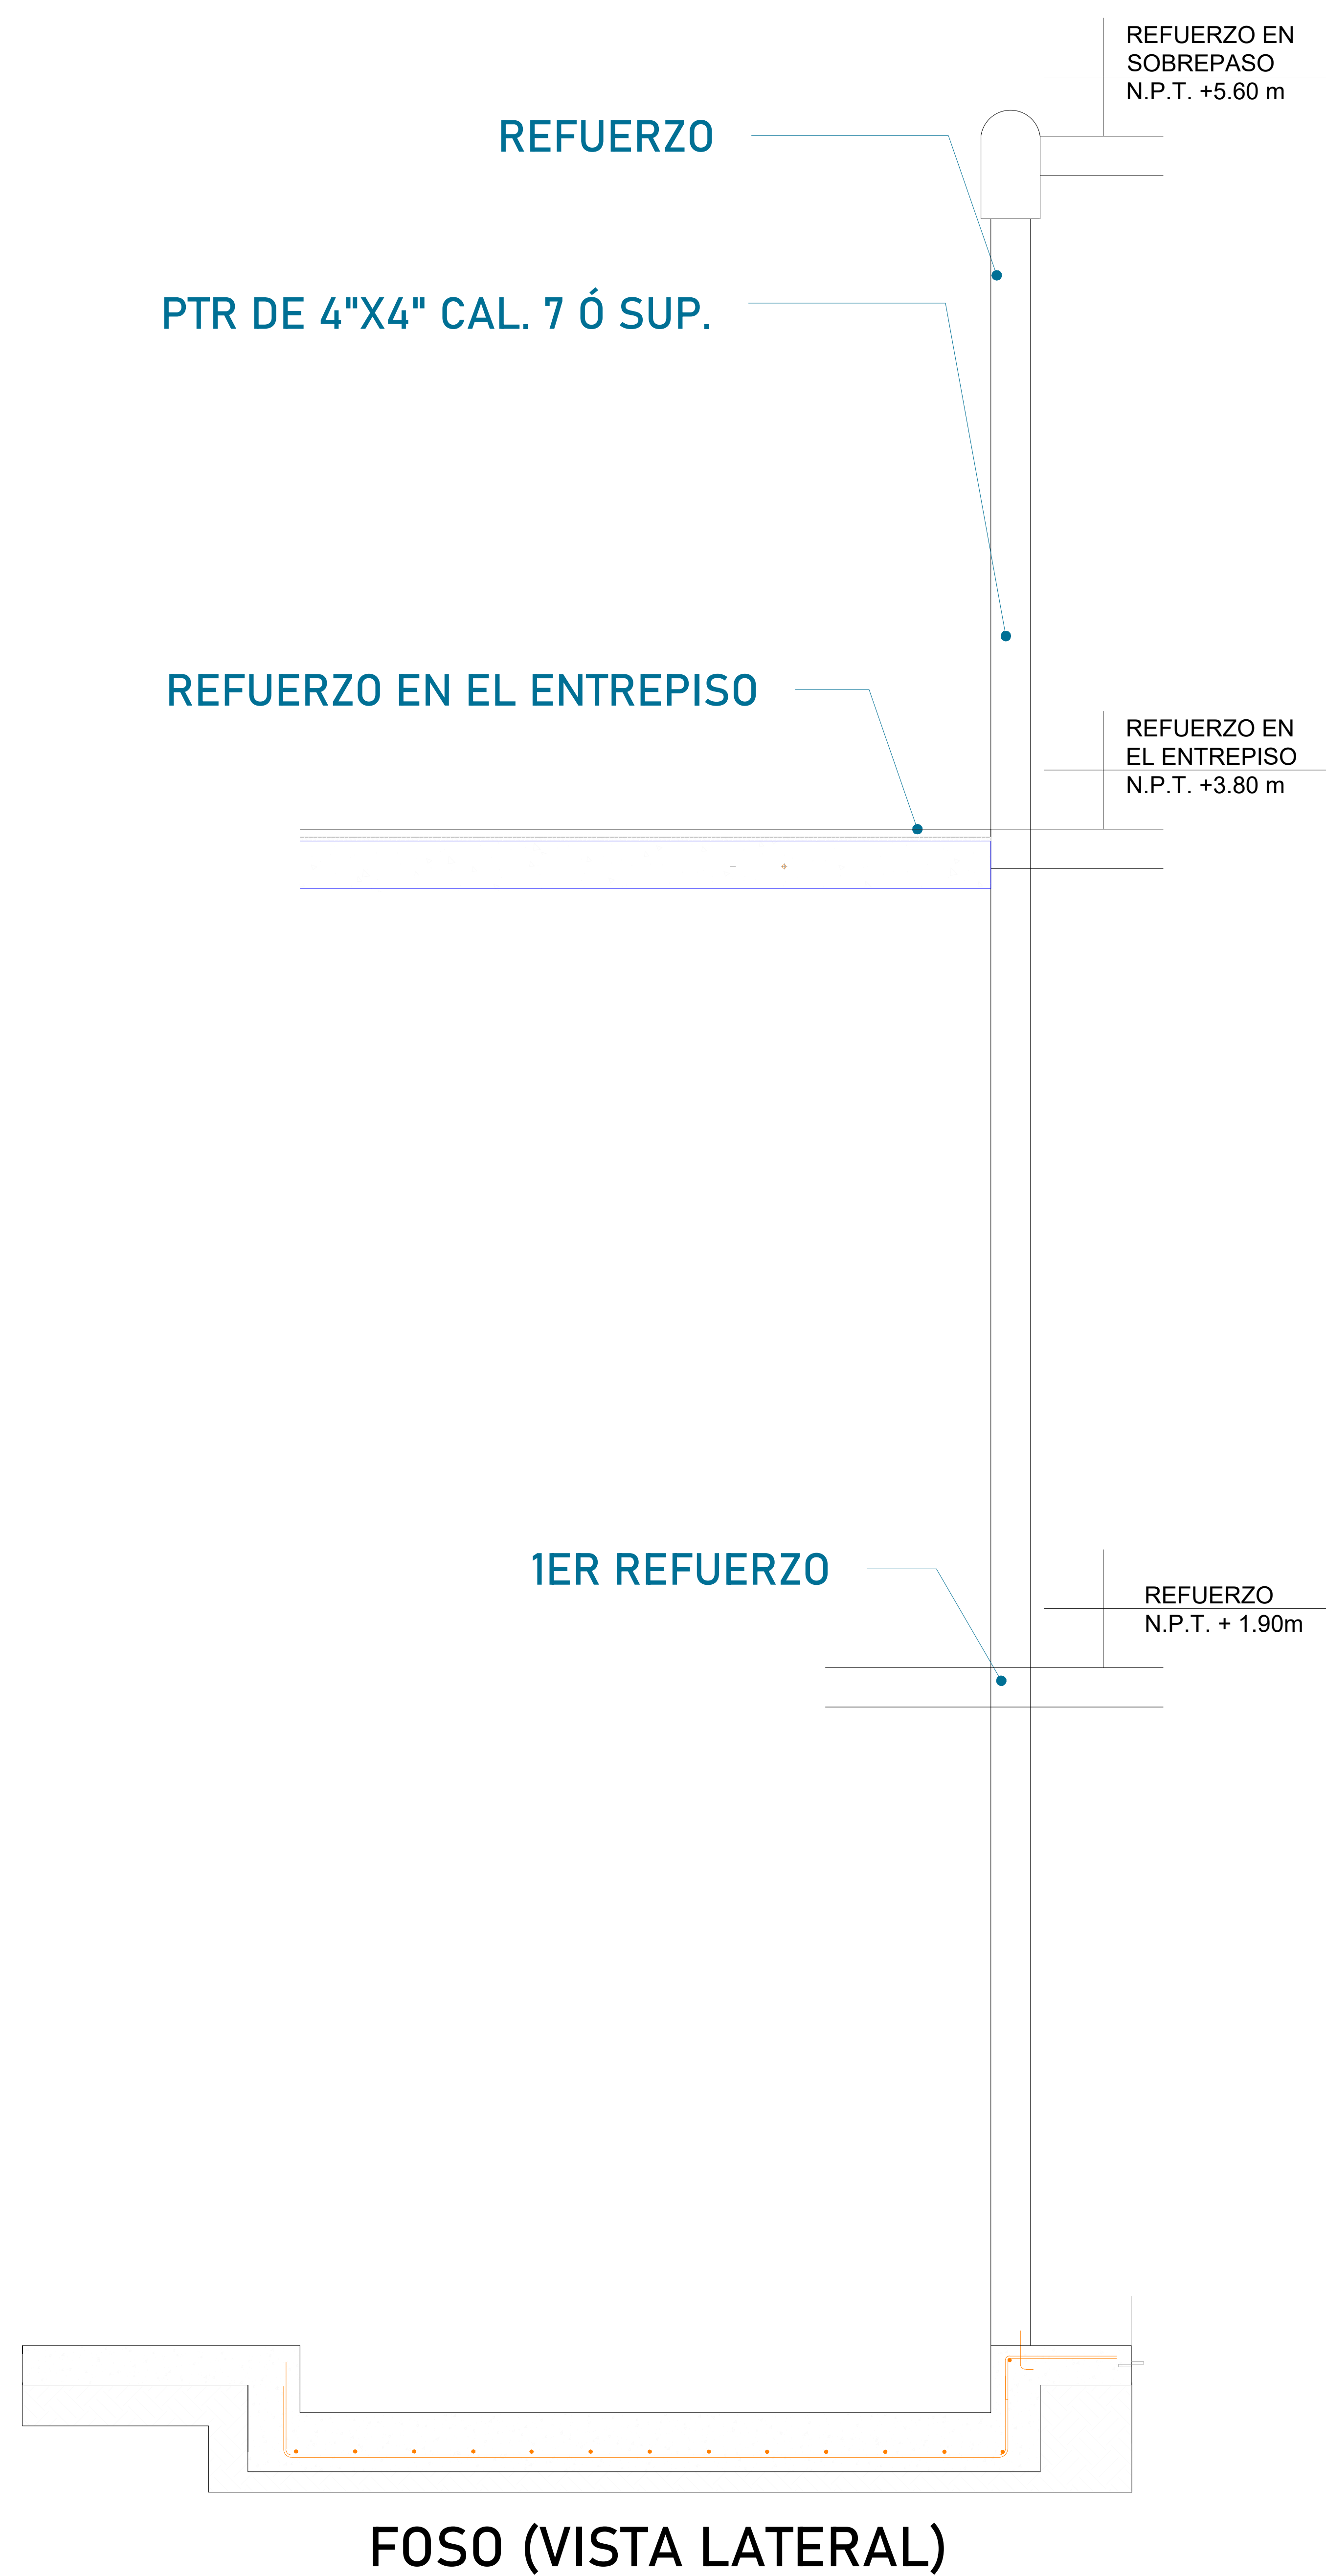 REFUERZO EN
SOBREPASO
N.P.T. +5.60 m
REFUERZO
PTR DE 4"X4" CAL. 7 Ó SUP.
REFUERZO EN EL ENTREPISO
REFUERZO EN
EL ENTREPISO
N.P.T. +3.80 m
1ER REFUERZO
REFUERZO
N.P.T. + 1.90m
FOSO (VISTA LATERAL)